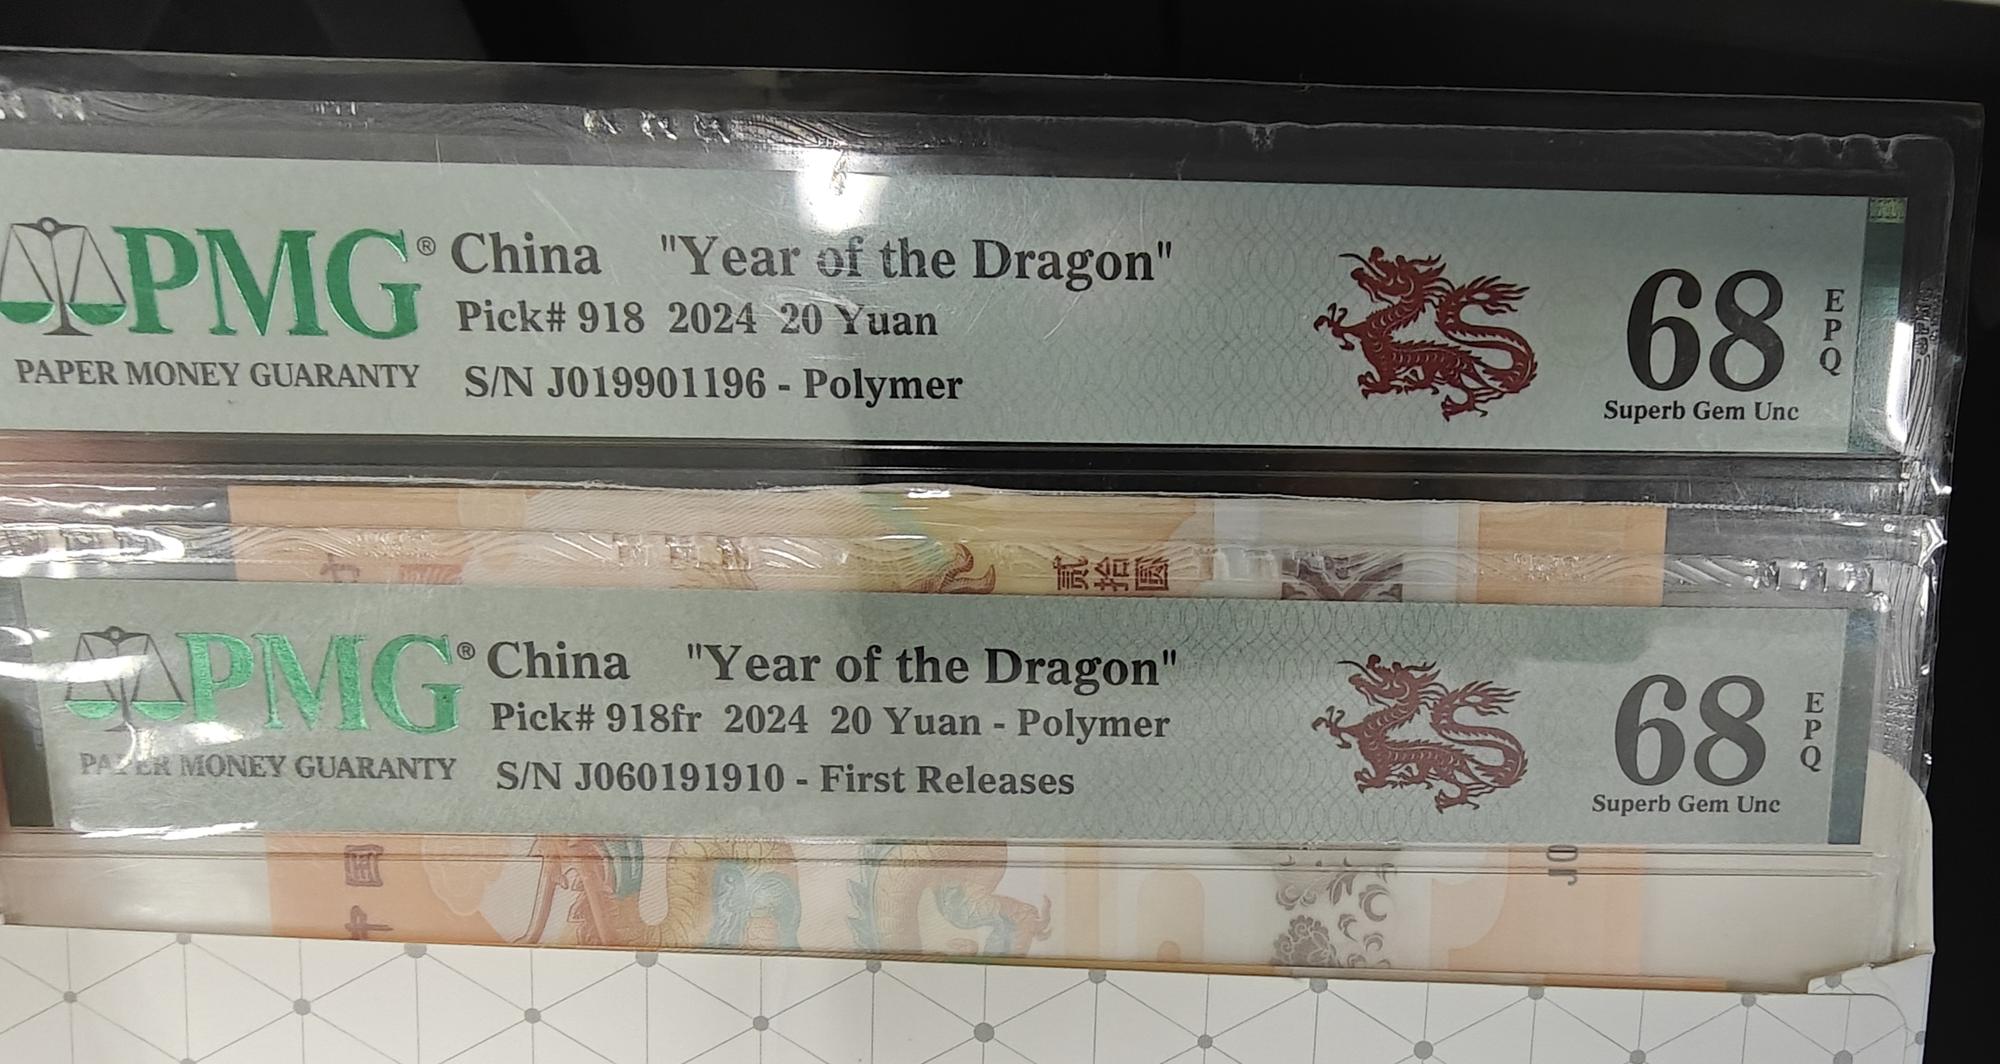 PMG® China "Year of the Dragon"
Pick# 918 2024 20 Yuan
PAPER MONEY GUARANTY
S/N J019901196 - Polymer
68
EPQ
Superb Gem Unc
贰拾圆
PMG® China "Year of the Dragon"
Pick# 918fr 2024 20 Yuan - Polymer
PAPER MONEY GUARANTY
S/N J060191910 - First Releases
68
EPQ
Superb Gem Unc
J0